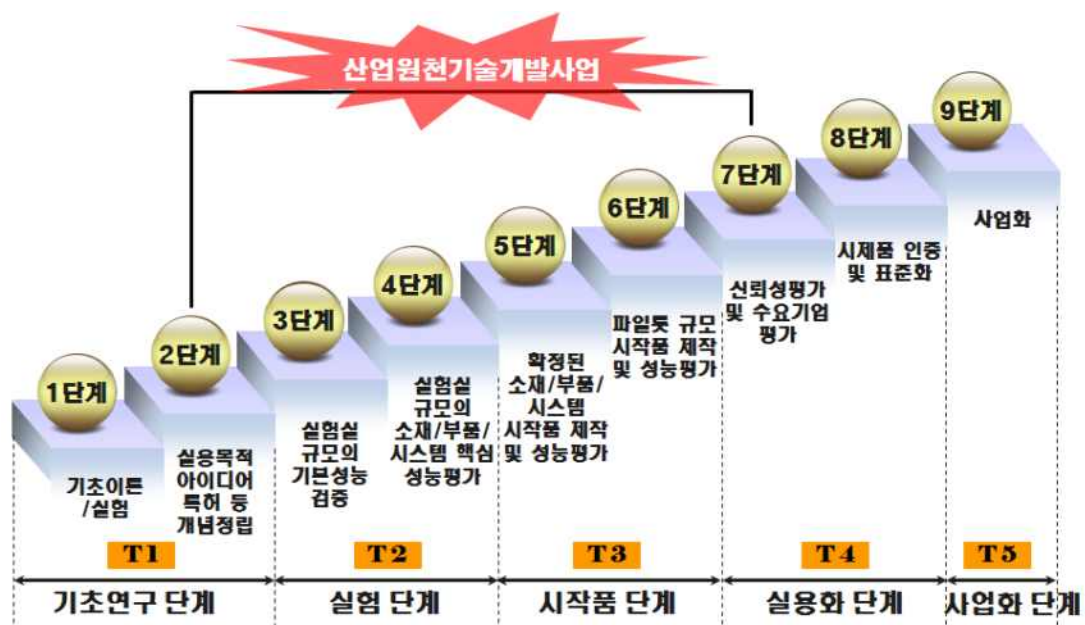 산업원천기술개발사업
1단계
기초이론
/실험
2단계
실용목적
아이디어
특허 등
개념정립
3단계
실험실
규모의
기본성능
검증
4단계
실험실
규모의
소재/부품/
시스템 핵심
성능평가
5단계
확정된
소재/부품/
시스템
시작품 제작
및 성능평가
6단계
파일롯 규모
시작품 제작
및 성능평가
7단계
신뢰성평가
및 수요기업
평가
8단계
시제품 인증
및 표준화
9단계
사업화
T1
기초연구 단계
T2
실험 단계
T3
시작품 단계
T4
실용화 단계
T5
사업화 단계